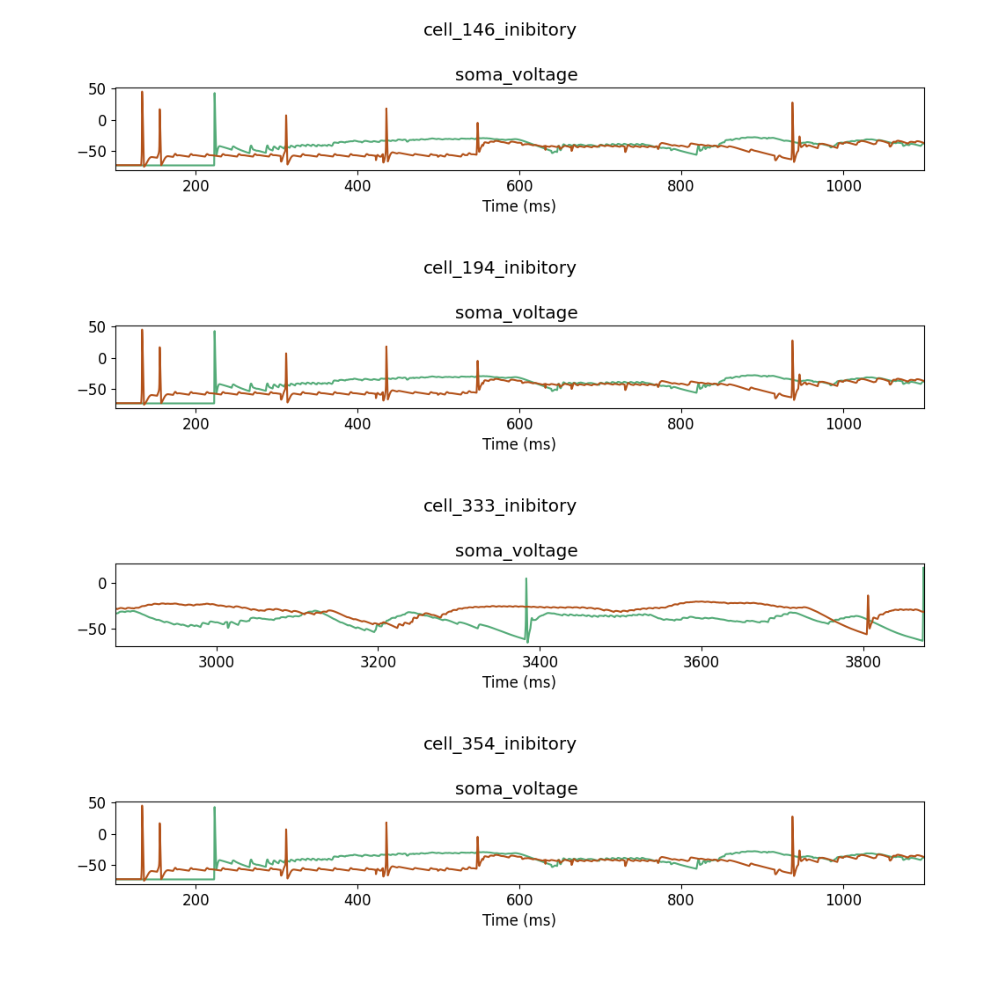 cell_146_inibitory
soma_voltage
50
0
−50
200 400 600 800 1000
Time (ms)
cell_194_inibitory
soma_voltage
50
0
−50
200 400 600 800 1000
Time (ms)
cell_333_inibitory
soma_voltage
0
−50
3000 3200 3400 3600 3800
Time (ms)
cell_354_inibitory
soma_voltage
50
0
−50
200 400 600 800 1000
Time (ms)